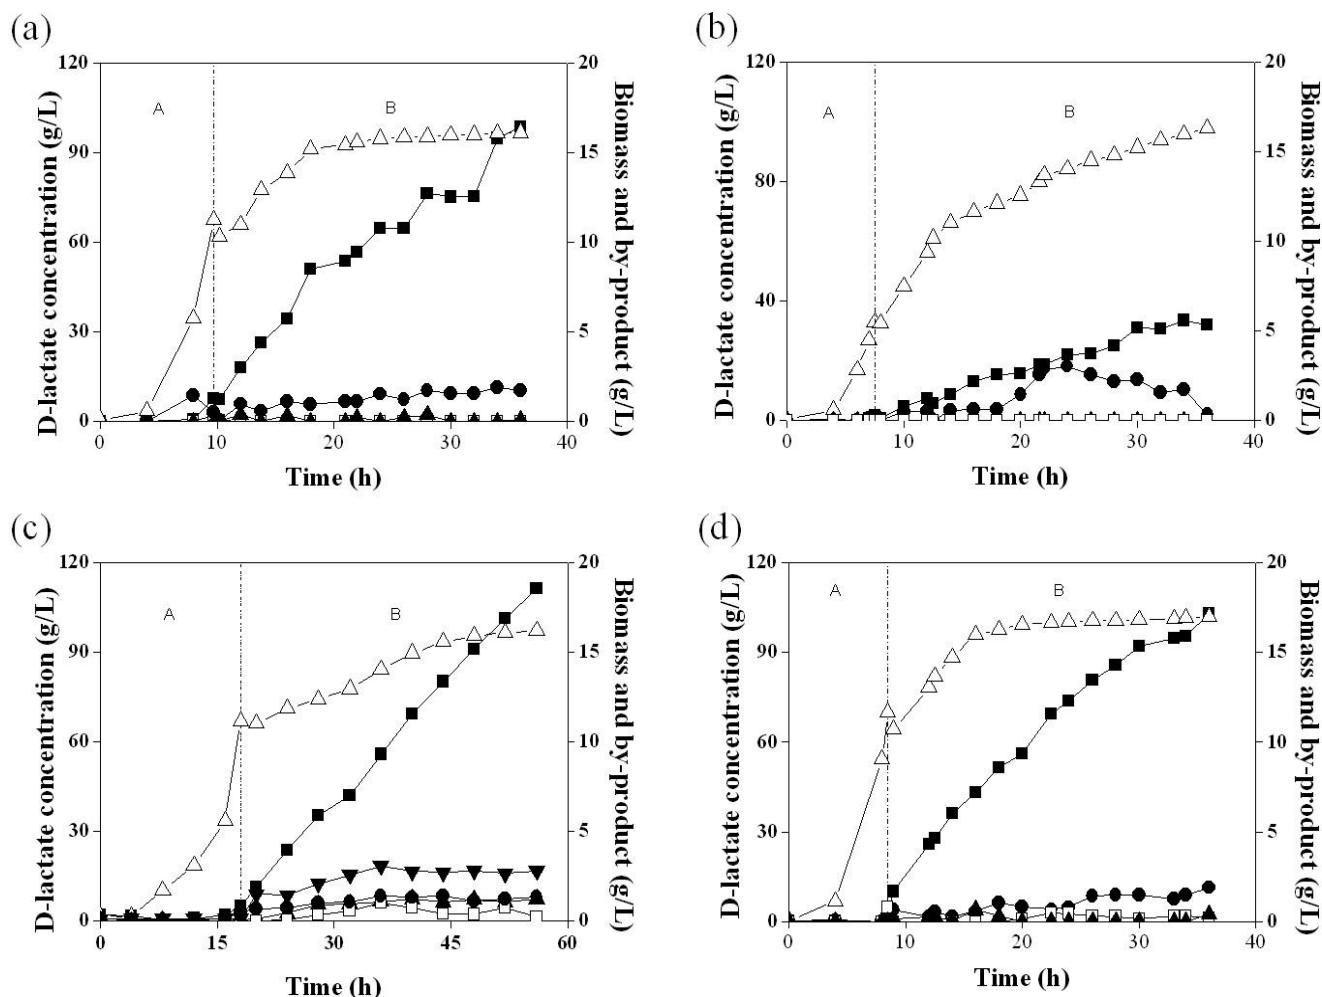 (a)
120
90
60
30
0
D-lactate concentration (g/L)
A
B
20
15
10
5
0
Biomass and by-product (g/L)
0 10 20 30 40
Time (h)
(b)
120
80
40
0
D-lactate concentration (g/L)
A
B
20
15
10
5
0
Biomass and by-product (g/L)
0 10 20 30 40
Time (h)
(c)
120
90
60
30
0
D-lactate concentration (g/L)
A
B
20
15
10
5
0
Biomass and by-product (g/L)
0 15 30 45 60
Time (h)
(d)
120
90
60
30
0
D-lactate concentration (g/L)
A
B
20
15
10
5
0
Biomass and by-product (g/L)
0 10 20 30 40
Time (h)